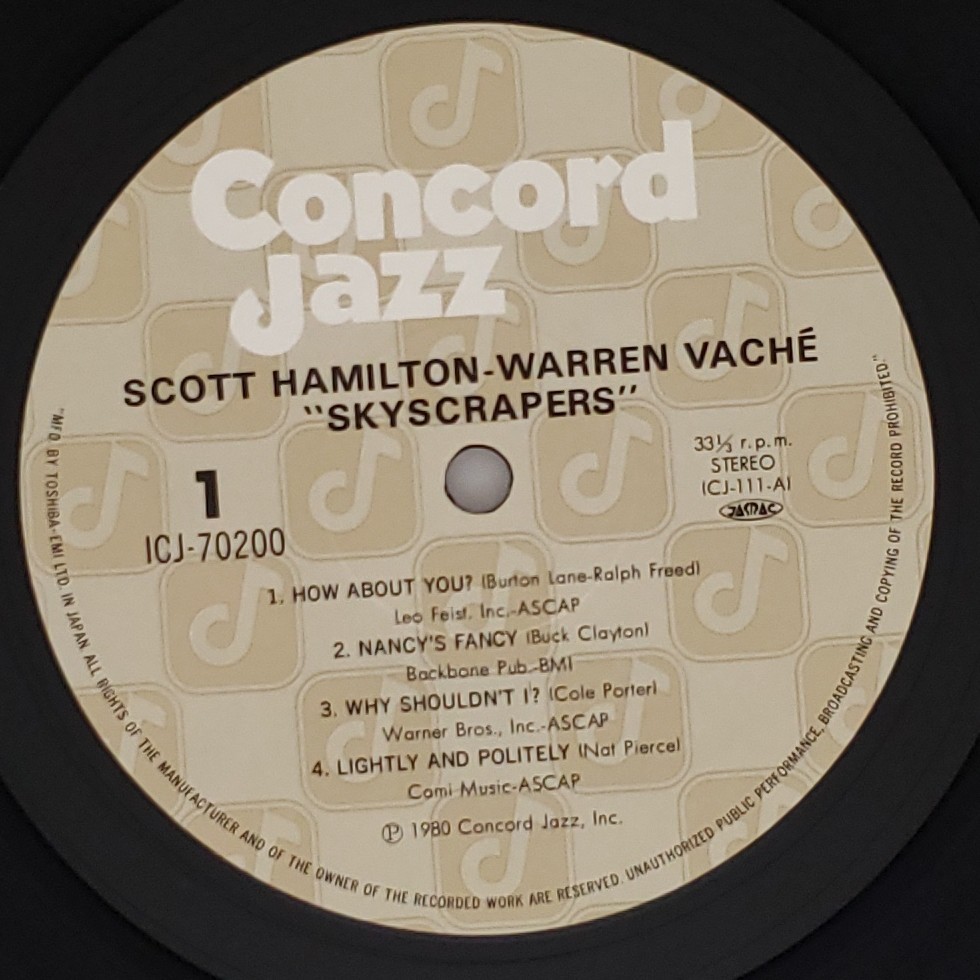 Concord
Jazz
SCOTT HAMILTON-WARREN VACHÉ
"SKYSCRAPERS"
1
ICJ-70200
33⅓ r.p.m.
STEREO
(CJ-111-A)
JASRAC
1. HOW ABOUT YOU? (Burton Lane-Ralph Freed)
Leo Feist, Inc.-ASCAP
2. NANCY'S FANCY (Buck Clayton)
Backbone Pub.-BMI
3. WHY SHOULDN'T I? (Cole Porter)
Warner Bros., Inc.-ASCAP
4. LIGHTLY AND POLITELY (Nat Pierce)
Comi Music-ASCAP
Ⓟ 1980 Concord Jazz, Inc.
"MFD. BY TOSHIBA-EMI LTD. IN JAPAN ALL RIGHTS OF THE MANUFACTURER AND OF THE OWNER OF THE RECORDED WORK ARE RESERVED. UNAUTHORIZED PUBLIC PERFORMANCE, BROADCASTING AND COPYING OF THE RECORD PROHIBITED."